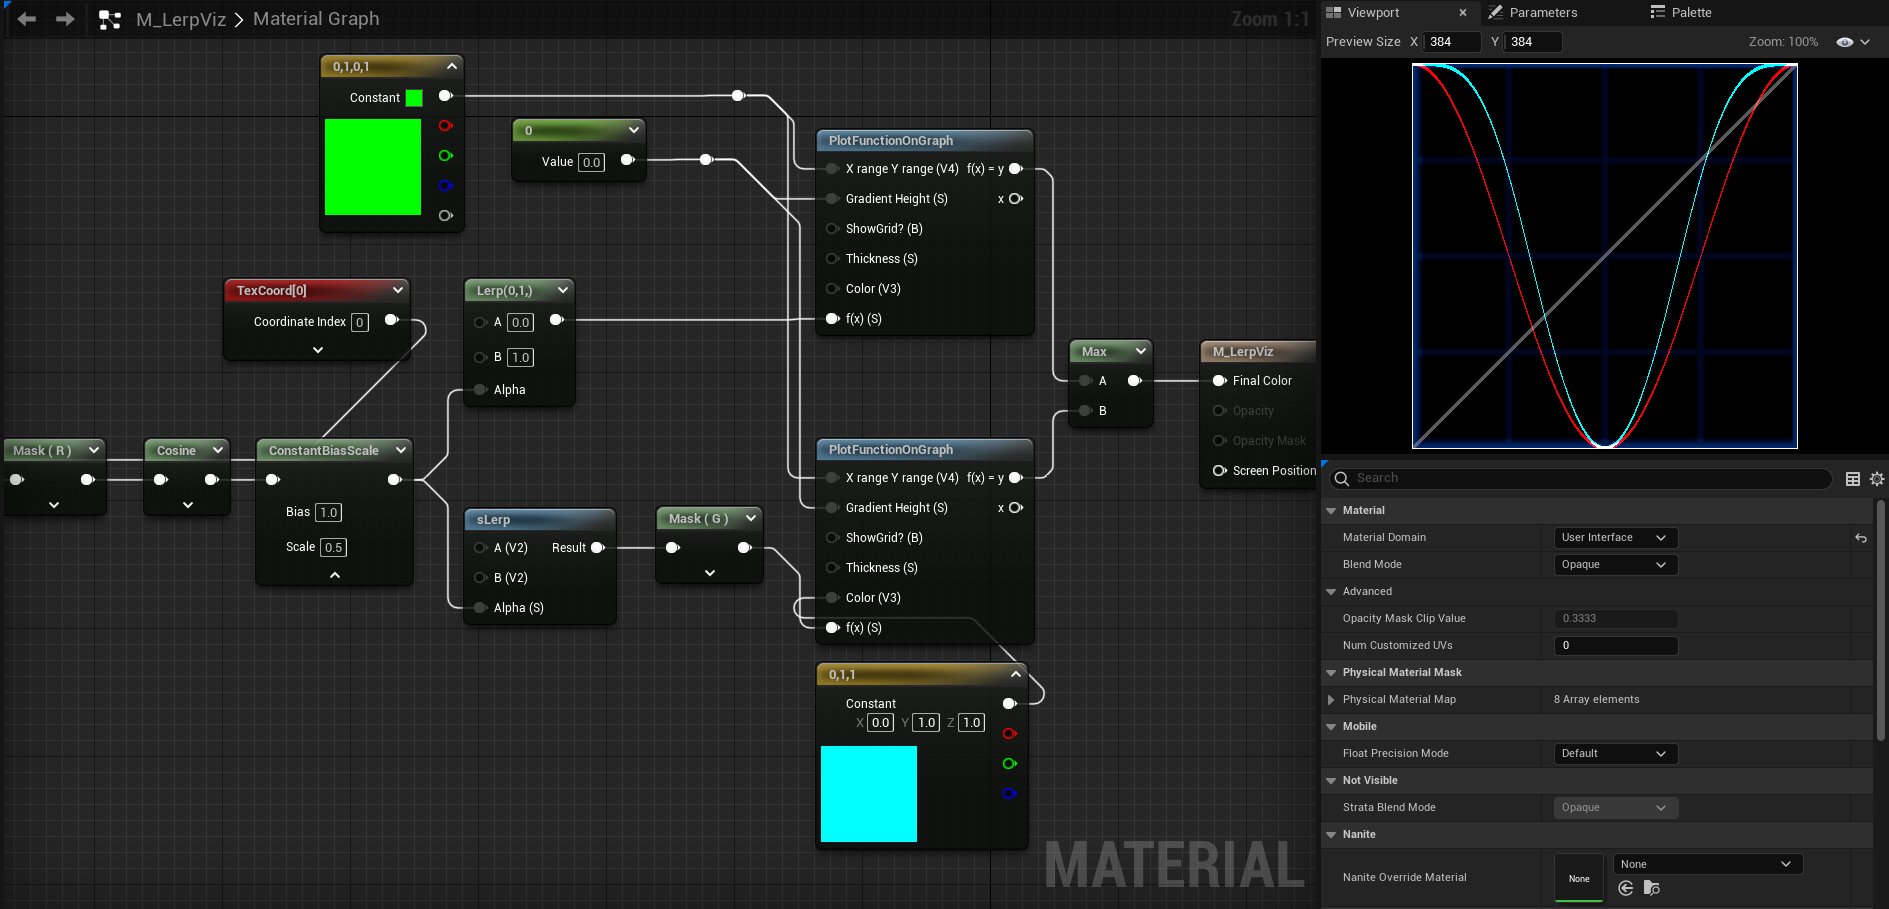 M_LerpViz > Material Graph
Zoom 1:1
0,1,0,1
Constant
0
Value 0.0
TexCoord[0]
Coordinate Index 0
Lerp(0,1,)
A 0.0
B 1.0
Alpha
Mask ( R )
Cosine
ConstantBiasScale
Bias 1.0
Scale 0.5
sLerp
A (V2) Result
B (V2)
Alpha (S)
Mask ( G )
PlotFunctionOnGraph
X range Y range (V4) f(x) = y
Gradient Height (S) x
ShowGrid? (B)
Thickness (S)
Color (V3)
f(x) (S)
PlotFunctionOnGraph
X range Y range (V4) f(x) = y
Gradient Height (S) x
ShowGrid? (B)
Thickness (S)
Color (V3)
f(x) (S)
0,1,1
Constant
X 0.0 Y 1.0 Z 1.0
Max
A
B
M_LerpViz
Final Color
Opacity
Opacity Mask
Screen Position
MATERIAL
Viewport
Parameters
Palette
Preview Size X 384 Y 384
Zoom: 100%
Search
Material
Material Domain User Interface
Blend Mode Opaque
Advanced
Opacity Mask Clip Value 0.3333
Num Customized UVs 0
Physical Material Mask
Physical Material Map 8 Array elements
Mobile
Float Precision Mode Default
Not Visible
Strata Blend Mode Opaque
Nanite
Nanite Override Material None None